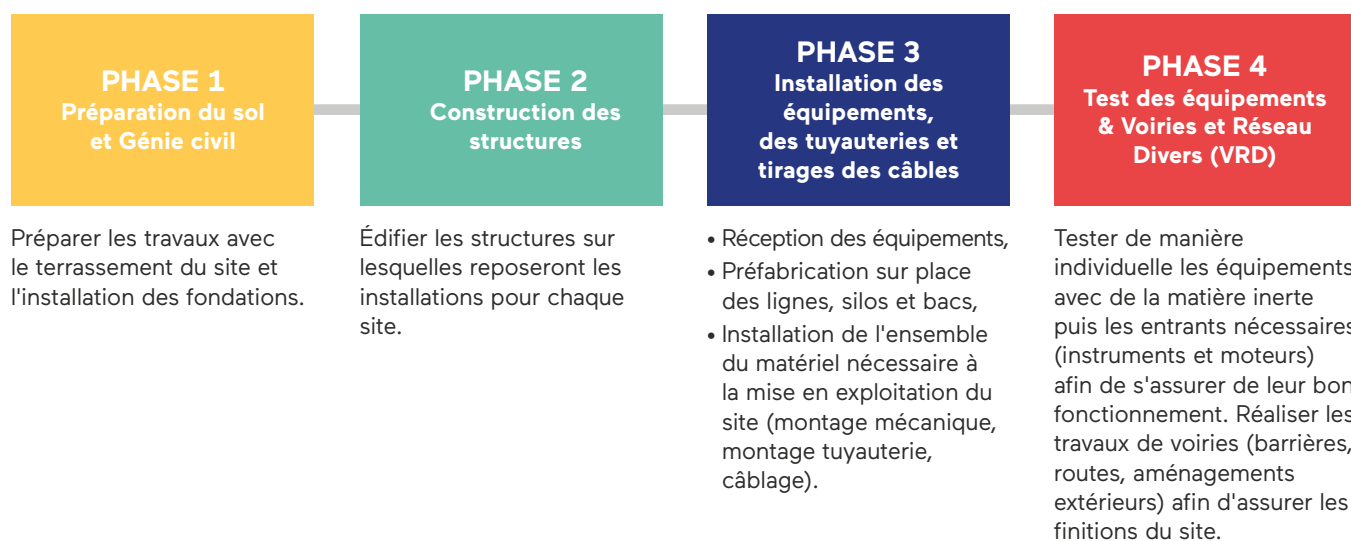 PHASE 1
Préparation du sol
et Génie civil
Préparer les travaux avec
le terrassement du site et
l'installation des fondations.
PHASE 2
Construction des
structures
Édifier les structures sur
lesquelles reposeront les
installations pour chaque
site.
PHASE 3
Installation des
équipements,
des tuyauteries et
tirages des câbles
• Réception des équipements,
• Préfabrication sur place
des lignes, silos et bacs,
• Installation de l'ensemble
du matériel nécessaire à
la mise en exploitation du
site (montage mécanique,
montage tuyauterie,
câblage).
PHASE 4
Test des équipements
& Voiries et Réseau
Divers (VRD)
Tester de manière
individuelle les équipements
avec de la matière inerte
puis les entrants nécessaires
(instruments et moteurs)
afin de s'assurer de leur bon
fonctionnement. Réaliser les
travaux de voiries (barrières,
routes, aménagements
extérieurs) afin d'assurer les
finitions du site.